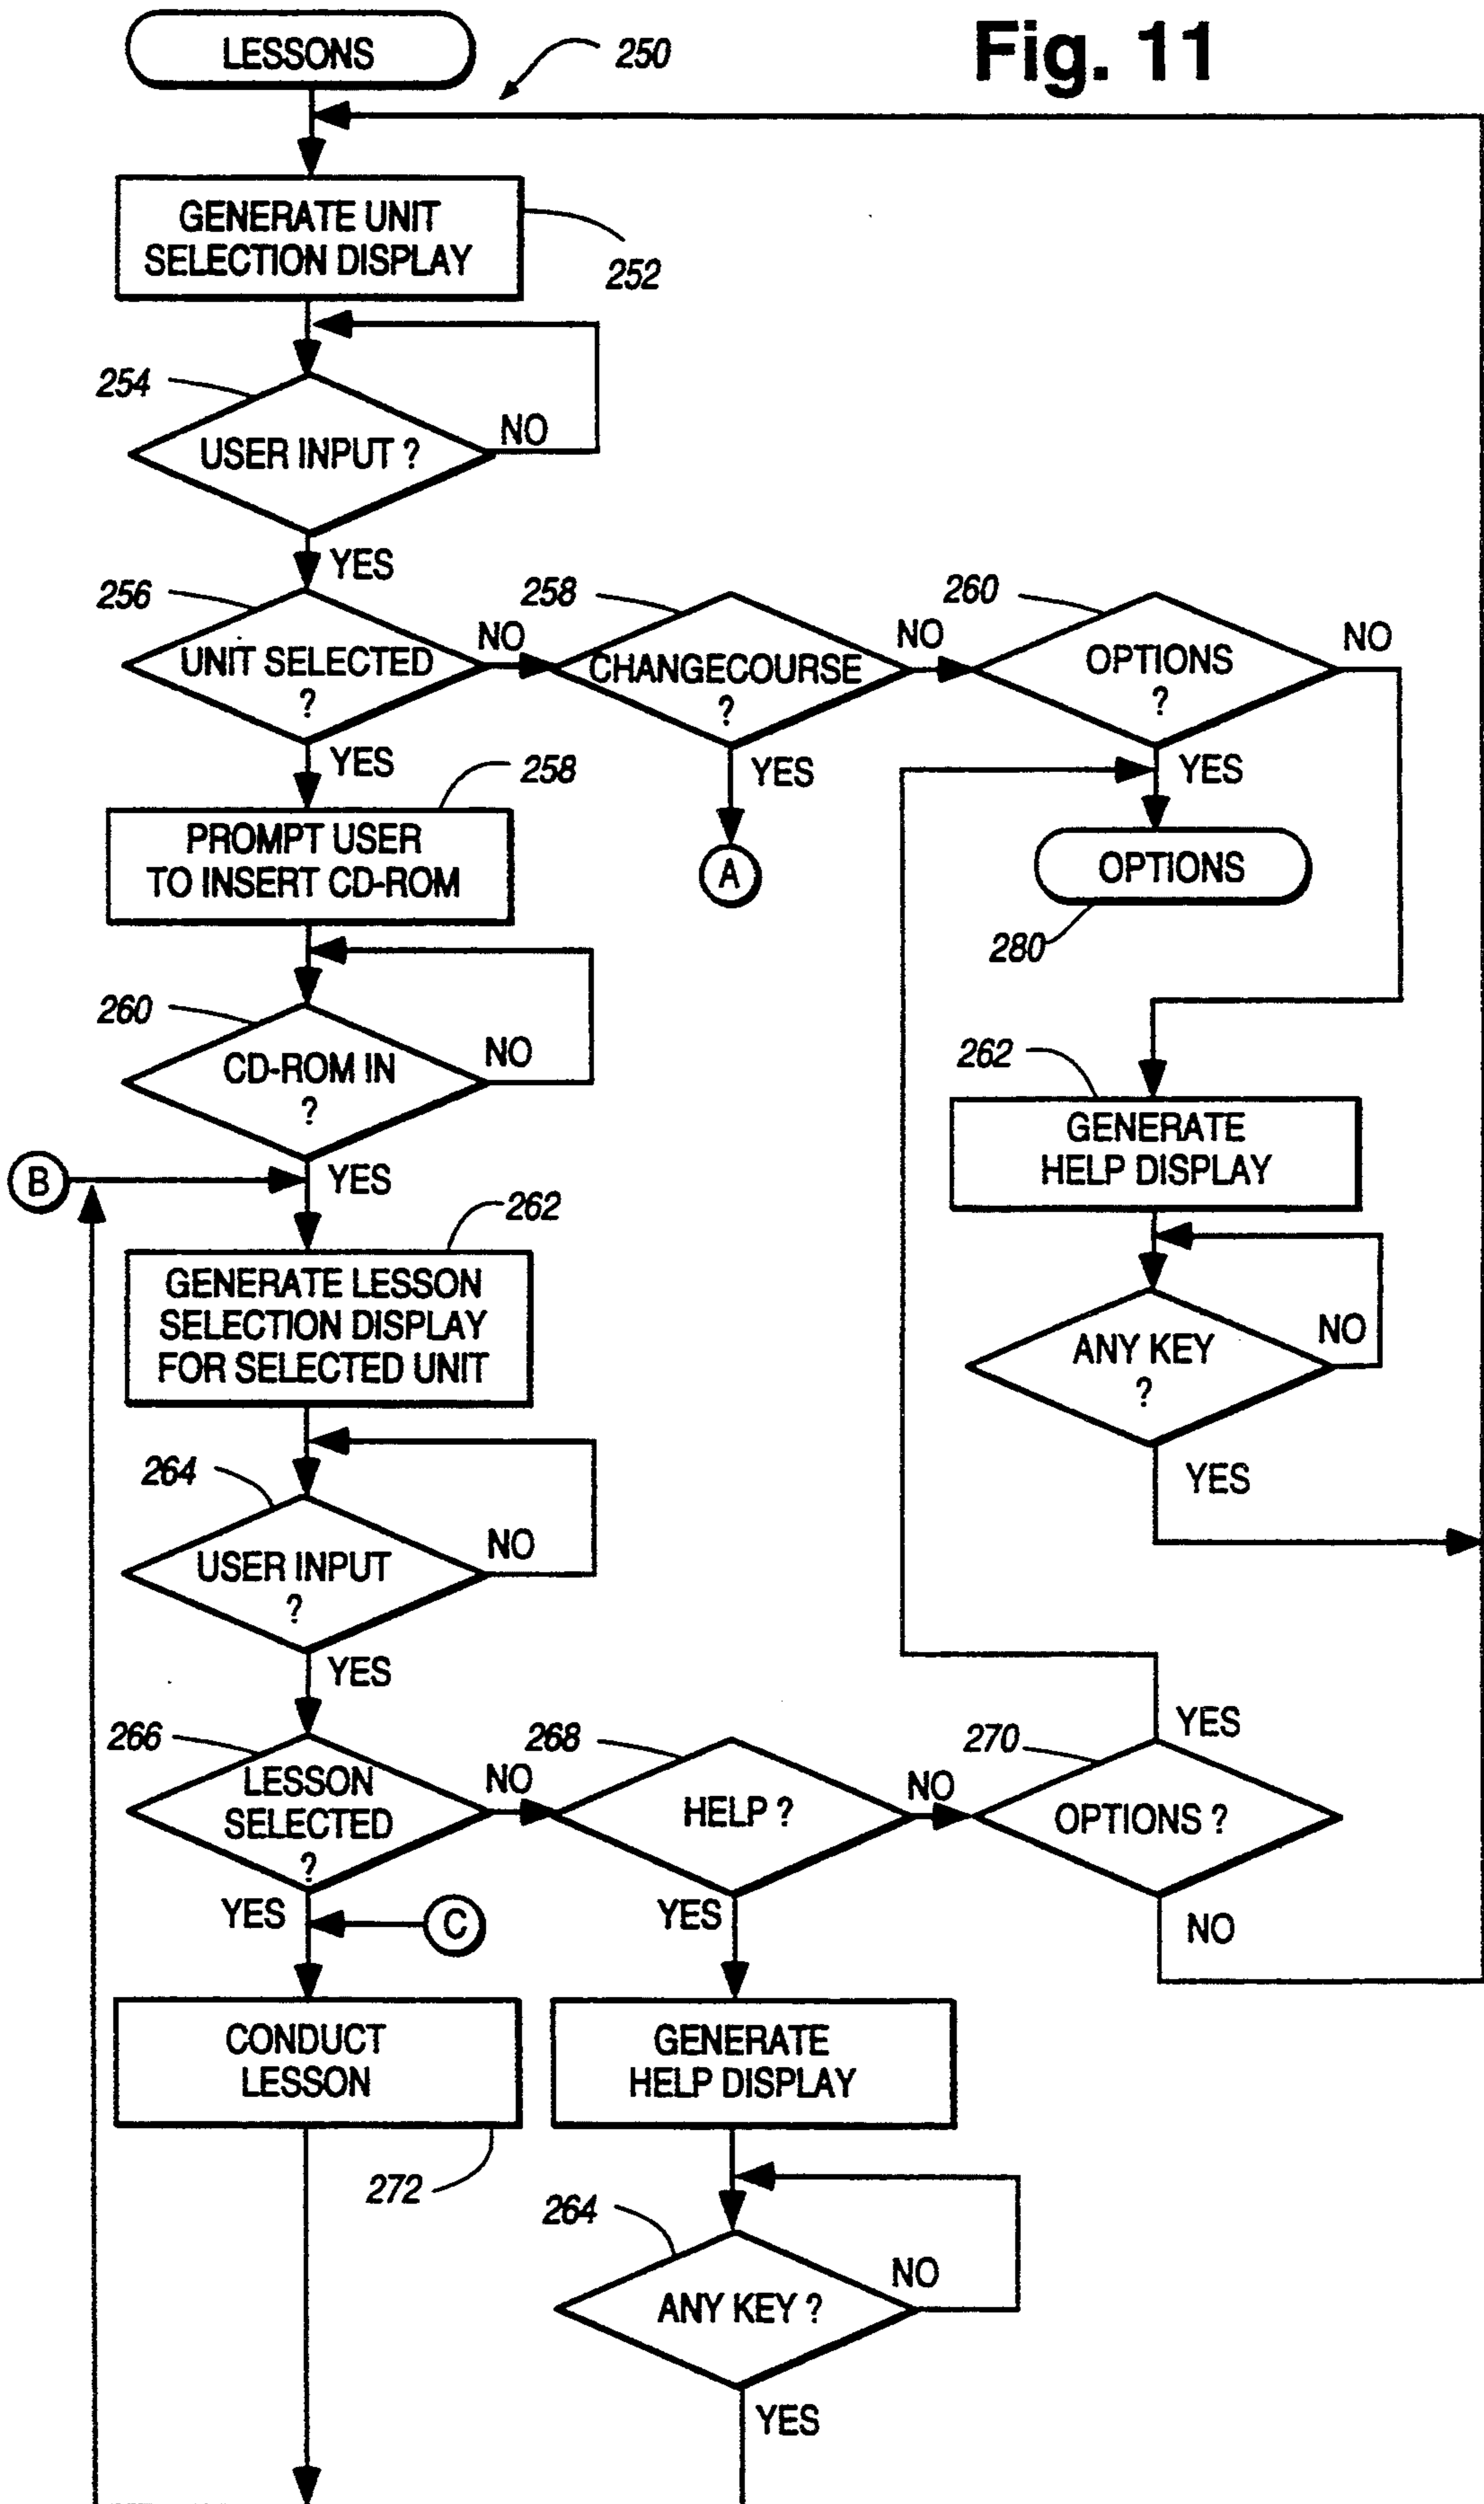 Fig. 11
LESSONS
250
GENERATE UNIT
SELECTION DISPLAY
252
254
USER INPUT ?
NO
YES
256
UNIT SELECTED
?
NO
258
CHANGECOURSE
?
NO
260
OPTIONS
?
NO
YES
258
YES
YES
PROMPT USER
TO INSERT CD-ROM
A
OPTIONS
280
260
CD-ROM IN
?
NO
262
GENERATE
HELP DISPLAY
B
YES
262
GENERATE LESSON
SELECTION DISPLAY
FOR SELECTED UNIT
ANY KEY
?
NO
YES
264
USER INPUT
?
NO
YES
266
LESSON
SELECTED
?
NO
268
HELP ?
NO
270
OPTIONS ?
YES
YES
C
YES
NO
CONDUCT
LESSON
GENERATE
HELP DISPLAY
272
264
ANY KEY ?
NO
YES